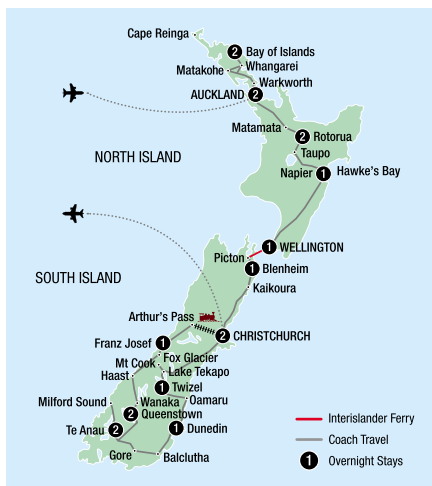 Cape Reinga
2
Bay of Islands
Whangarei
Matakohe
Warkworth
AUCKLAND
2
Matamata
2
Rotorua
Taupo
NORTH ISLAND
Napier
1
Hawke's Bay
1
WELLINGTON
Picton
1
Blenheim
SOUTH ISLAND
Kaikoura
Arthur's Pass
2
CHRISTCHURCH
Franz Josef
1
Fox Glacier
Mt Cook
Lake Tekapo
Haast
1
Twizel
Milford Sound
Wanaka
Oamaru
2
Queenstown
Te Anau
2
1
Dunedin
Gore
Balclutha
Interislander Ferry
Coach Travel
1
Overnight Stays